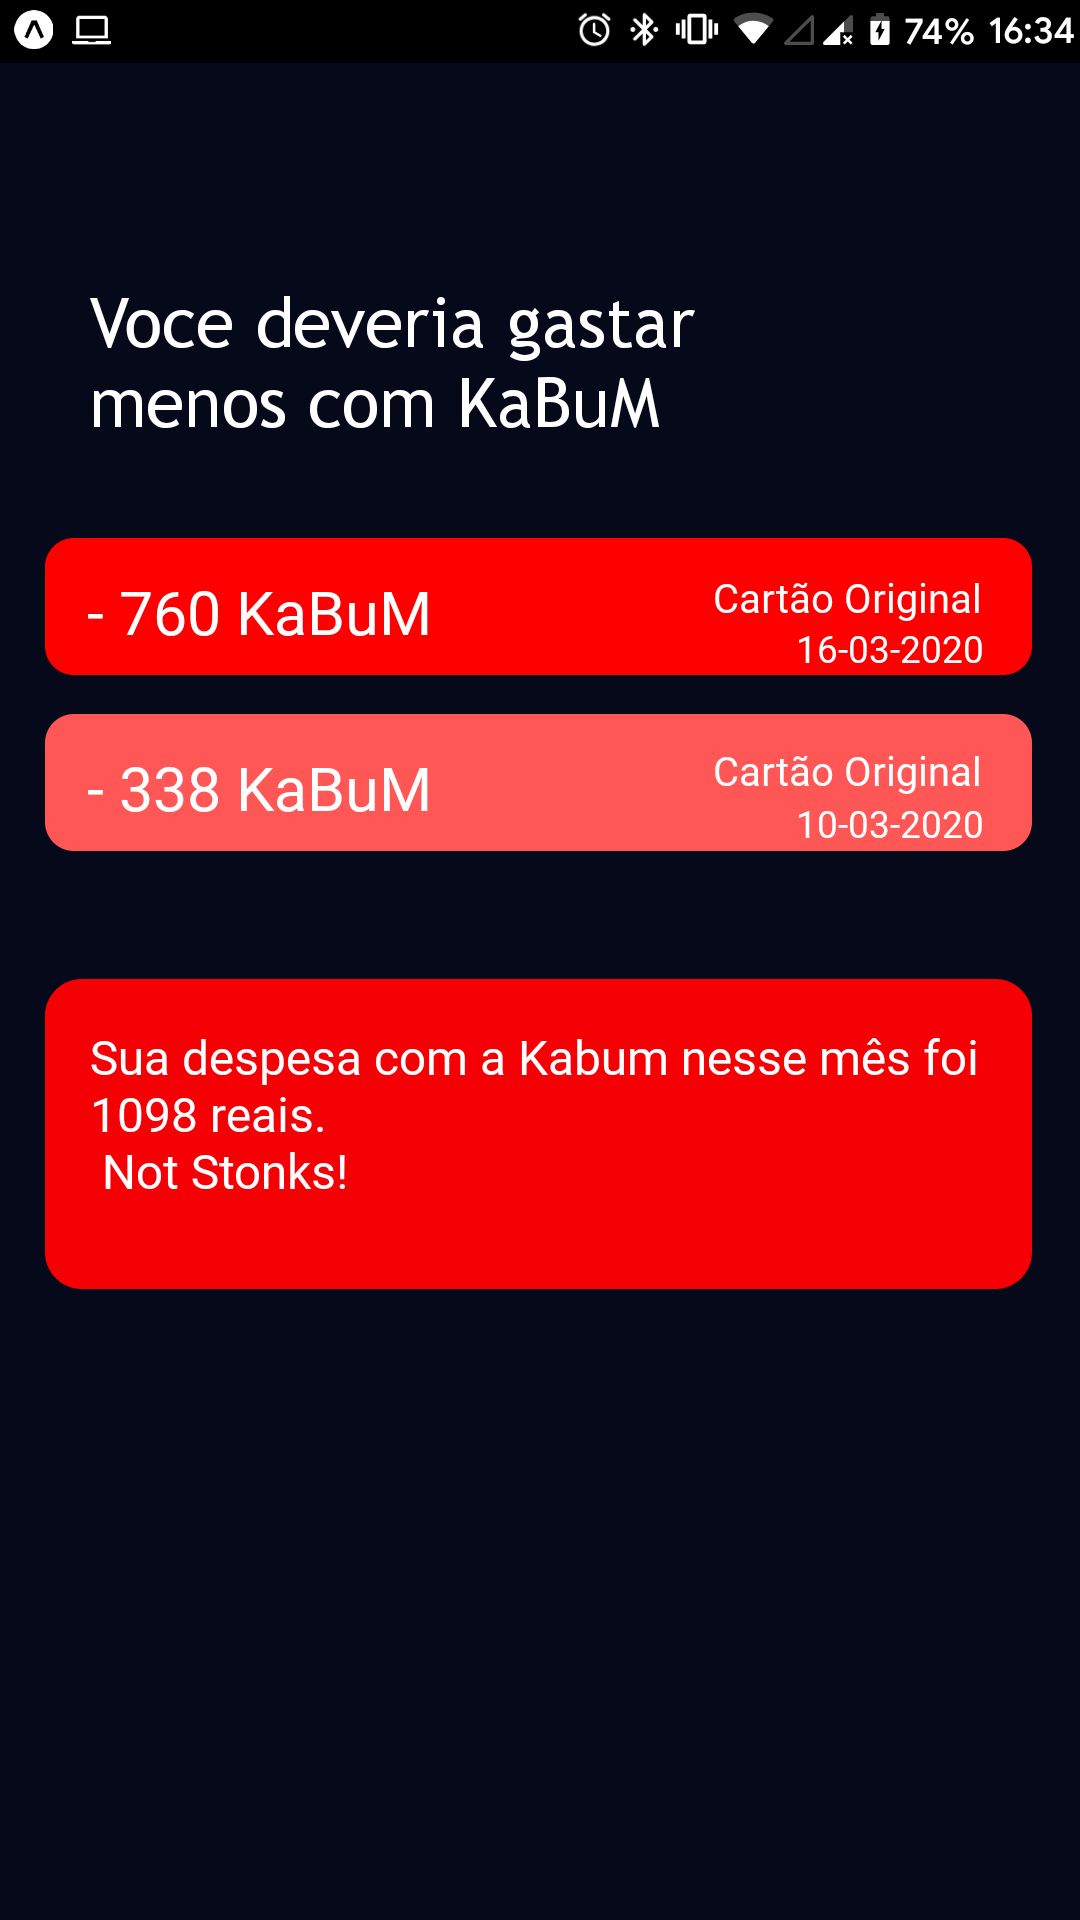 74% 16:34
Voce deveria gastar
menos com KaBuM
- 760 KaBuM
Cartão Original
16-03-2020
- 338 KaBuM
Cartão Original
10-03-2020
Sua despesa com a Kabum nesse mês foi
1098 reais.
Not Stonks!